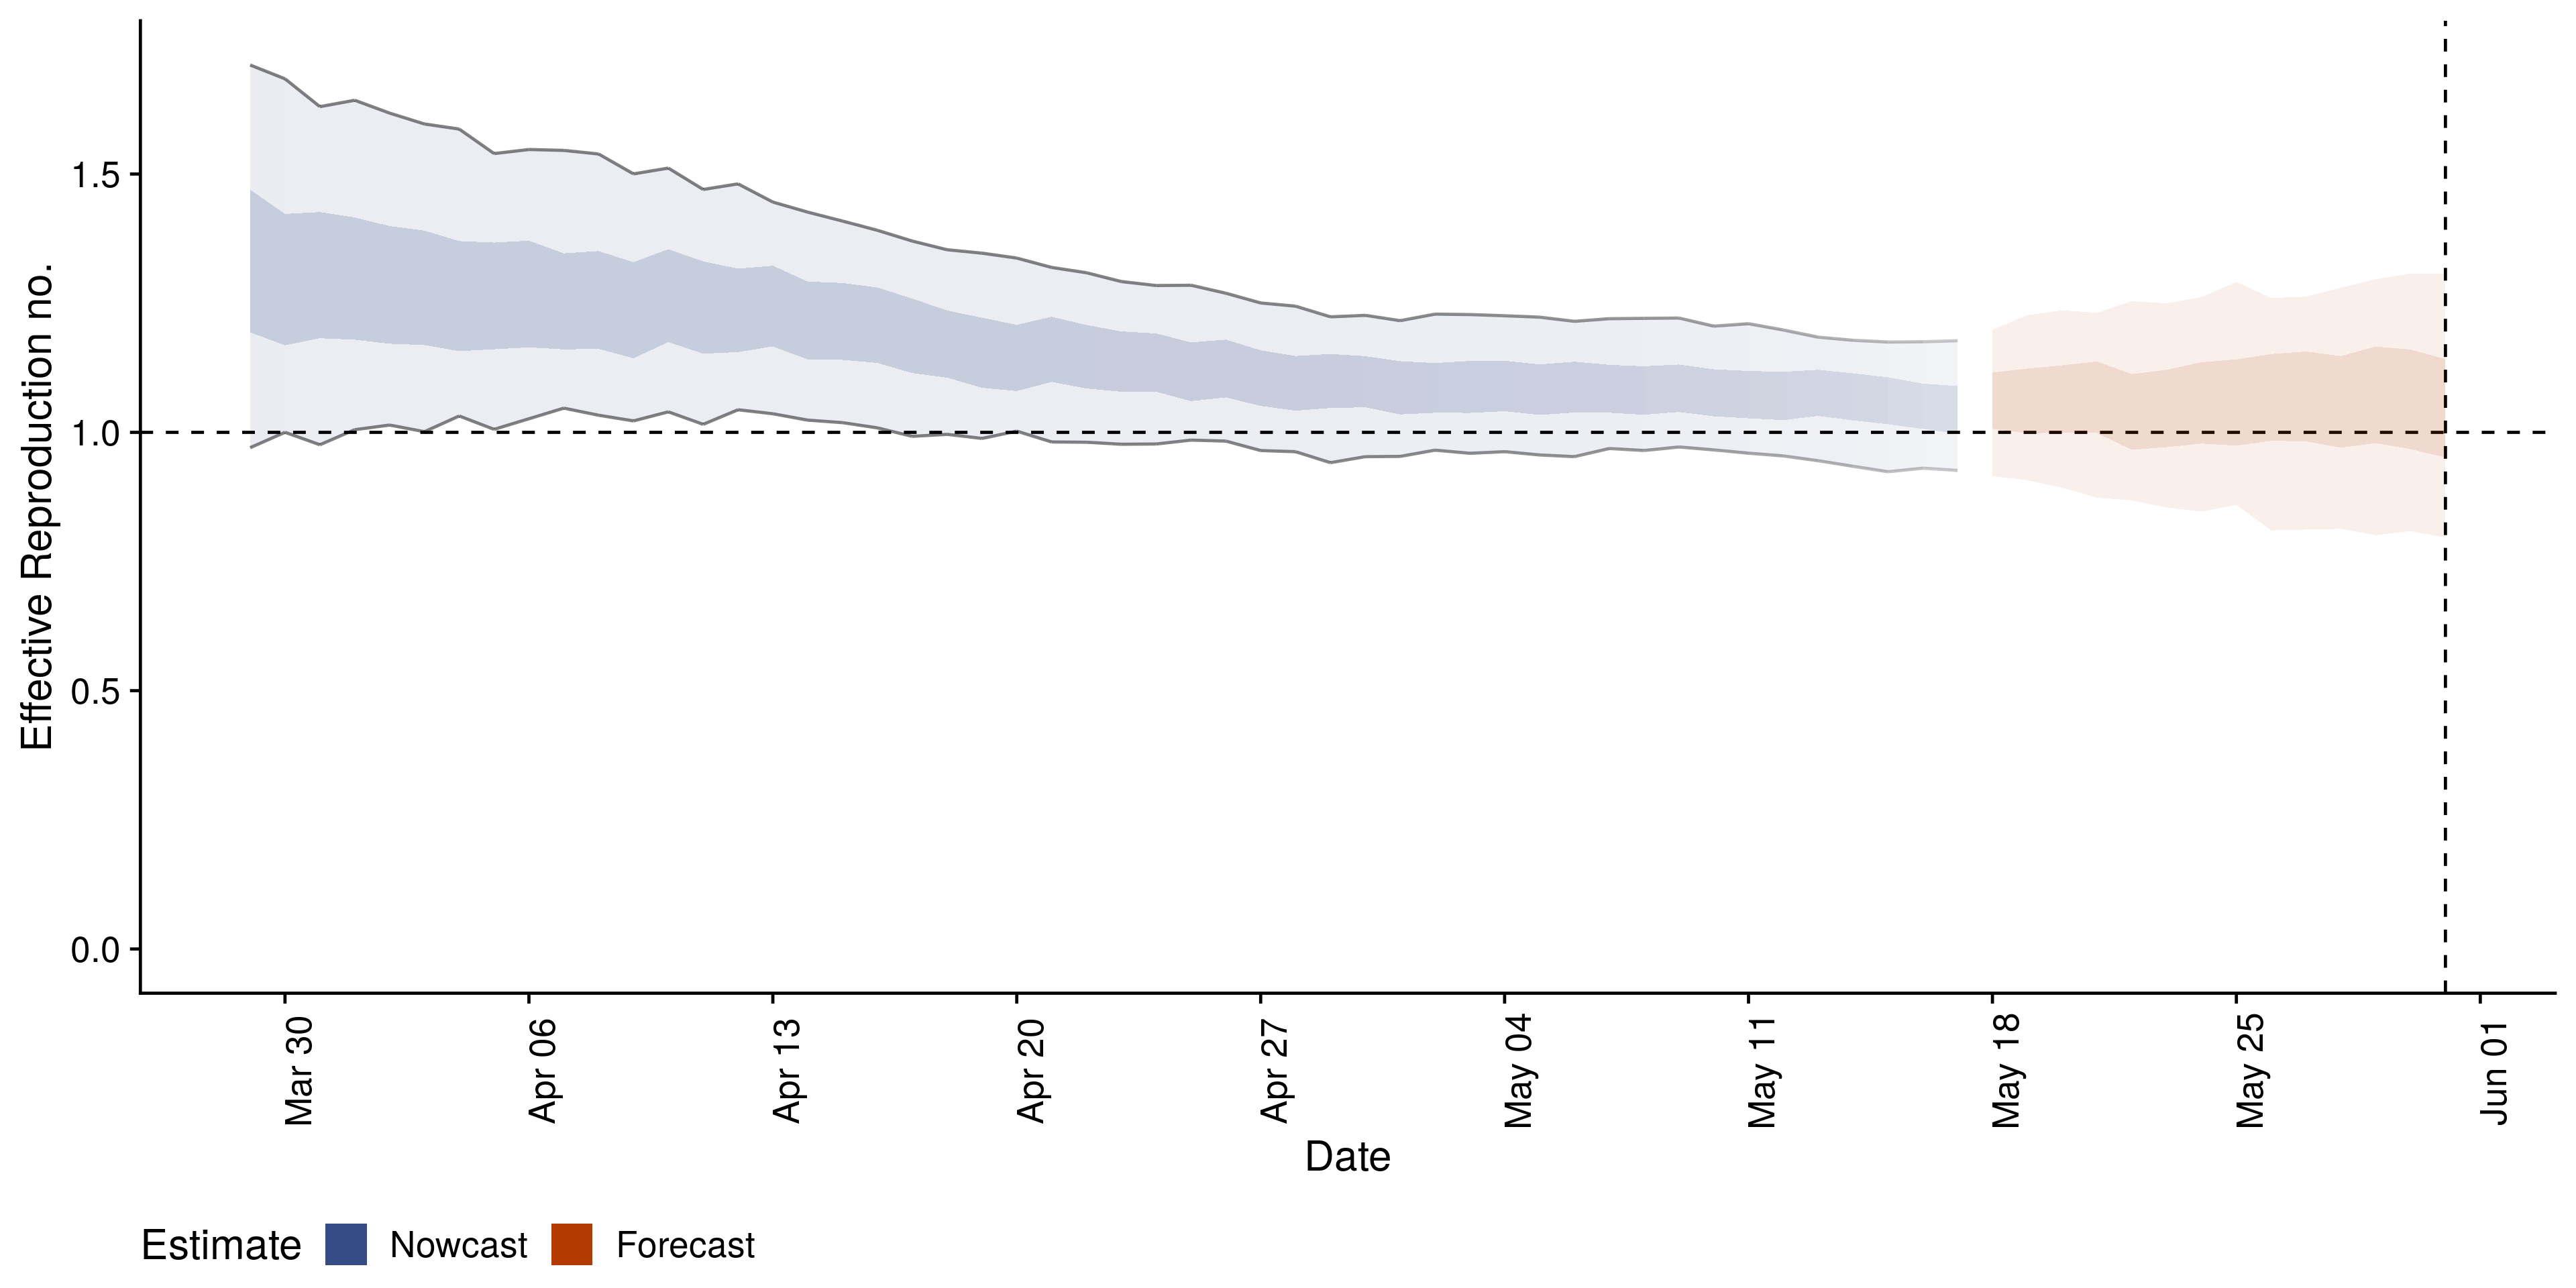 Effective Reproduction no.
1.5
1.0
0.5
0.0
Mar 30
Apr 06
Apr 13
Apr 20
Apr 27
May 04
May 11
May 18
May 25
Jun 01
Date
Estimate Nowcast Forecast